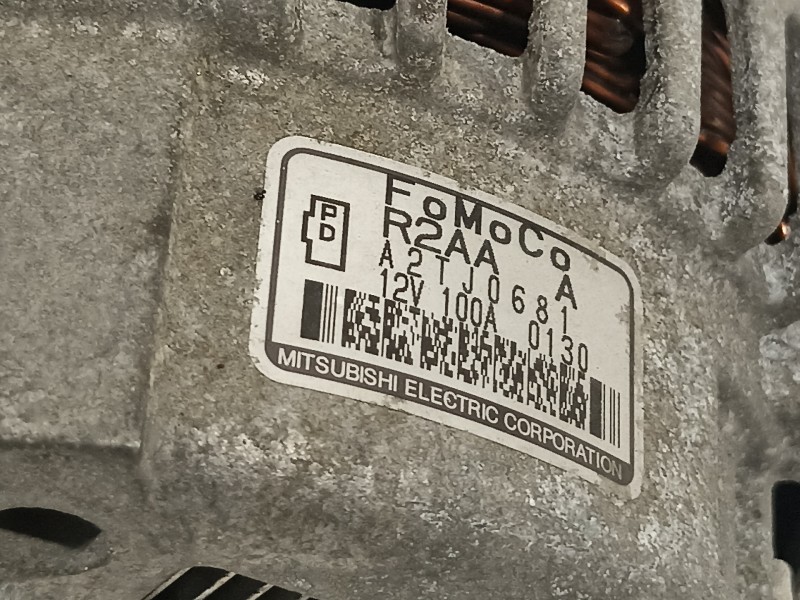 FoMoCo
P
D
R2AA A
A2TJ0681
12V 100A 0130
MITSUBISHI ELECTRIC CORPORATION